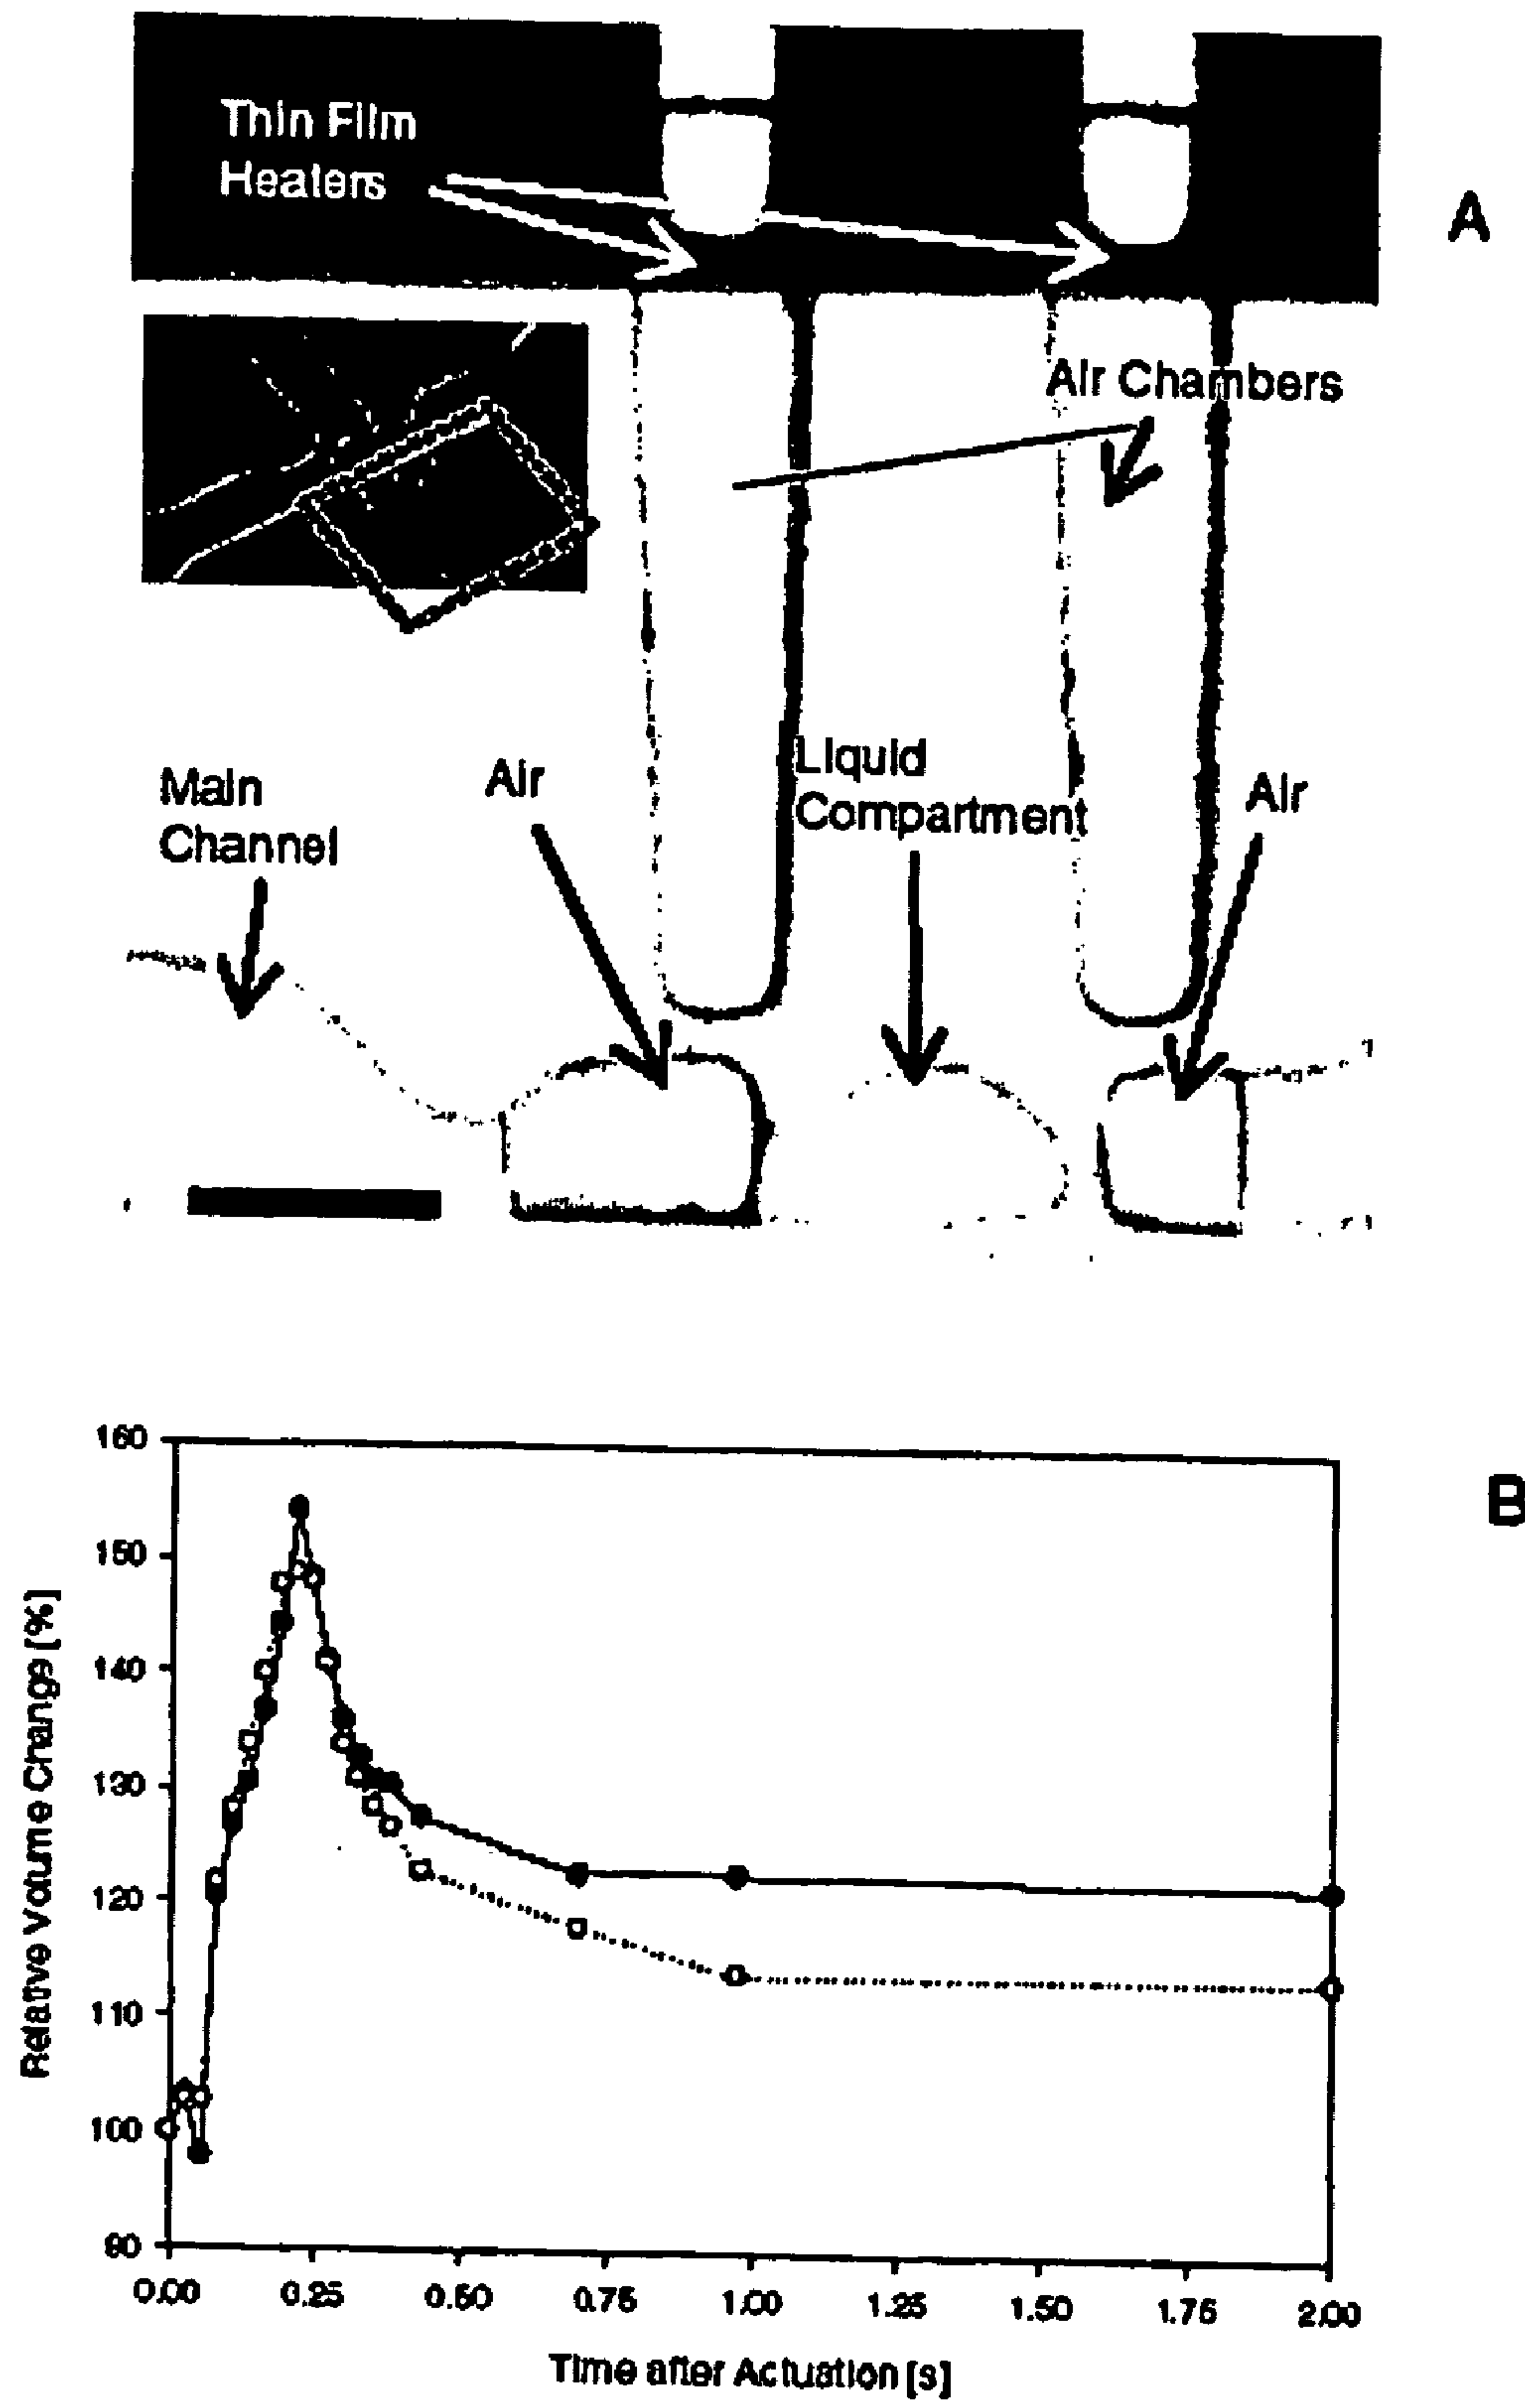 Thin Film
Heaters
A
Air Chambers
Main
Channel
Air
Liquid
Compartment
Air
B
160
150
140
130
120
110
100
90
Relative Volume Change [%]
0.00
0.25
0.50
0.75
1.00
1.25
1.50
1.75
2.00
Time after Actuation [s]